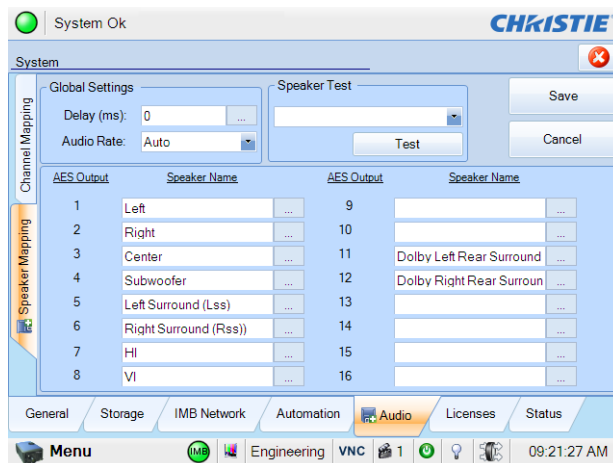 System Ok
CHRISTIE
System
Channel Mapping
Speaker Mapping
Global Settings
Delay (ms): 0 ...
Audio Rate: Auto
Speaker Test
Test
Save
Cancel
AES Output Speaker Name AES Output Speaker Name
1 Left ... 9 ...
2 Right ... 10 ...
3 Center ... 11 Dolby Left Rear Surround ...
4 Subwoofer ... 12 Dolby Right Rear Surroun ...
5 Left Surround (Lss) ... 13 ...
6 Right Surround (Rss)) ... 14 ...
7 HI ... 15 ...
8 VI ... 16 ...
General Storage IMB Network Automation Audio Licenses Status
Menu IMB Engineering VNC 1 09:21:27 AM